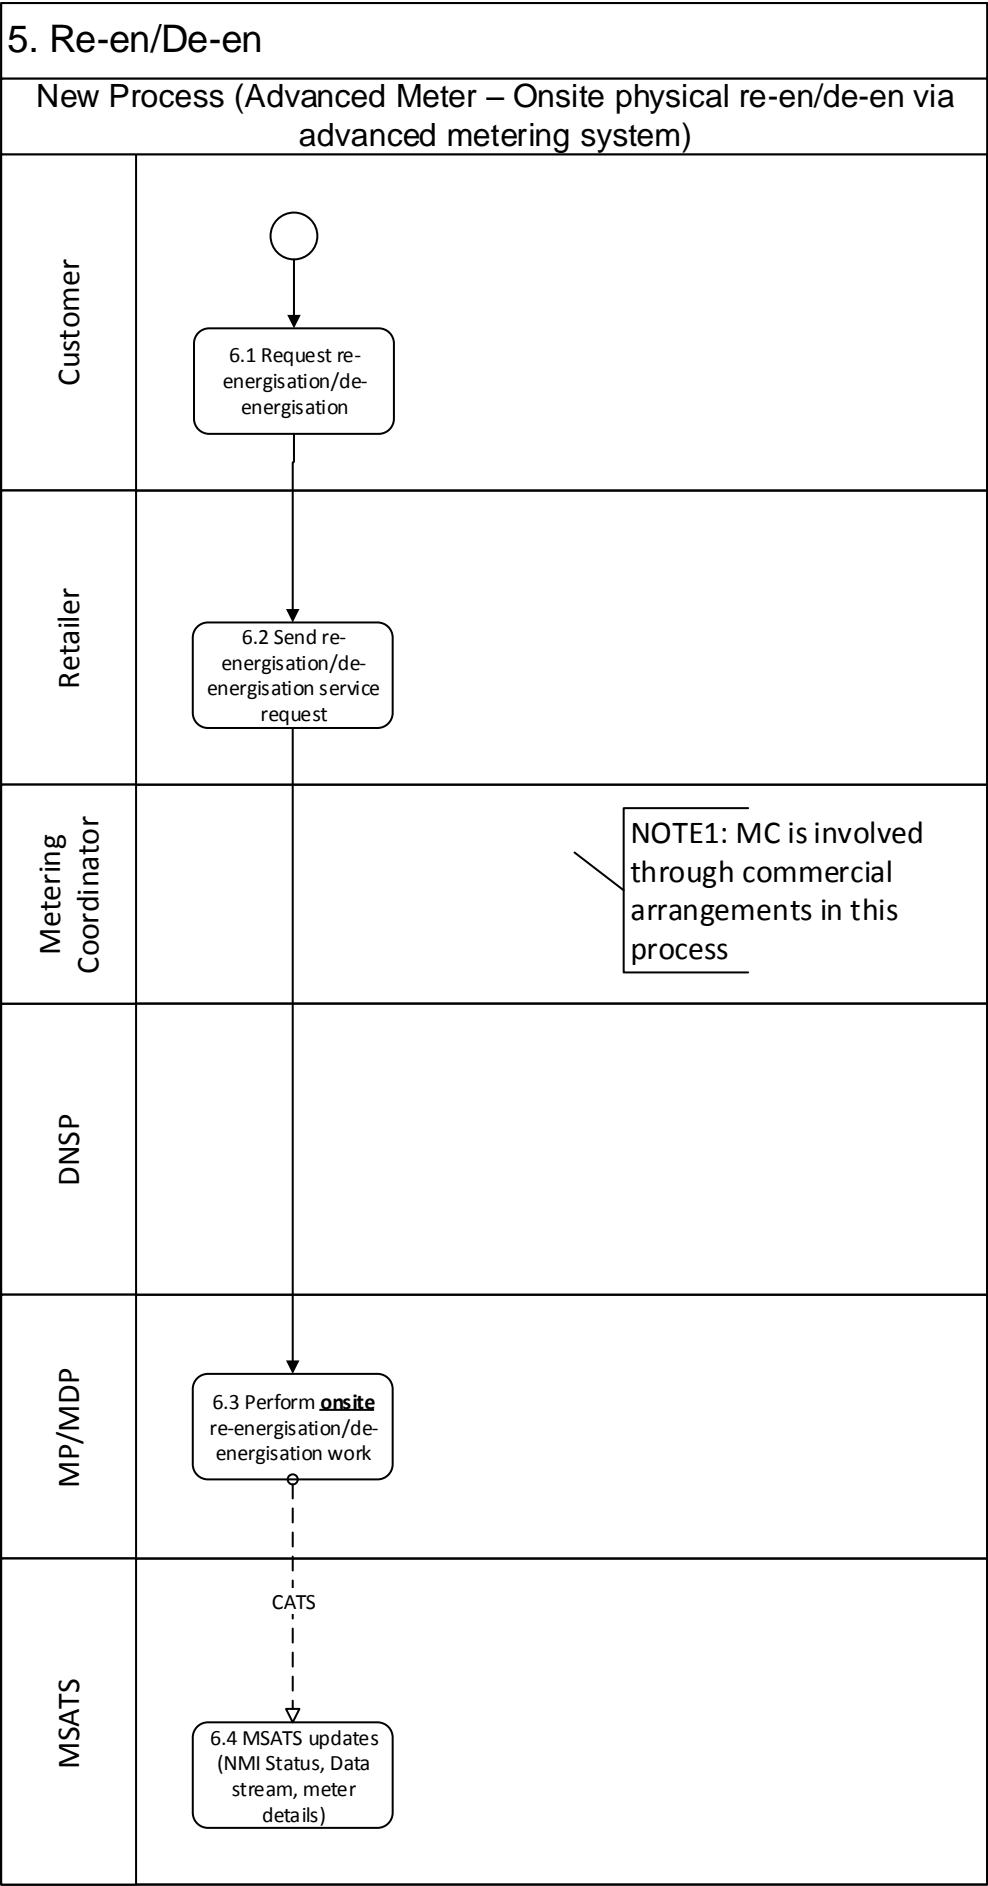 5. Re-en/De-en
New Process (Advanced Meter – Onsite physical re-en/de-en via
advanced metering system)
Customer
6.1 Request re-
energisation/de-
energisation
Retailer
6.2 Send re-
energisation/de-
energisation service
request
Metering
Coordinator
NOTE1: MC is involved
through commercial
arrangements in this
process
DNSP
MP/MDP
6.3 Perform onsite
re-energisation/de-
energisation work
MSATS
CATS
6.4 MSATS updates
(NMI Status, Data
stream, meter
details)